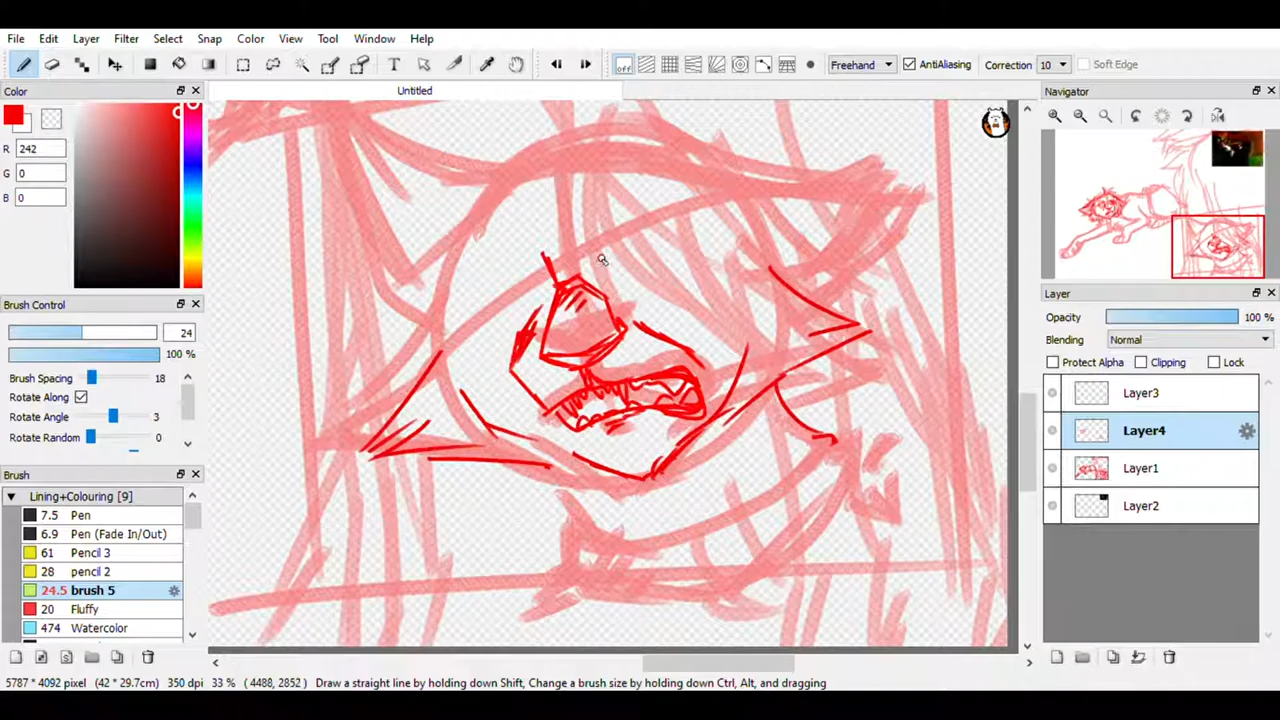 File Edit Layer Filter Select Snap Color View Tool Window Help
T off Freehand AntiAliasing Correction 10 Soft Edge
Color
Untitled
Navigator
R 242
G 0
B 0
Brush Control
24
100 %
Brush Spacing 18
Rotate Along
Rotate Angle 3
Rotate Random 0
Brush
Lining+Colouring [9]
7.5 Pen
6.9 Pen (Fade In/Out)
61 Pencil 3
28 pencil 2
24.5 brush 5
20 Fluffy
474 Watercolor
Layer
Opacity 100 %
Blending Normal
Protect Alpha Clipping Lock
Layer3
Layer4
Layer1
Layer2
5787 * 4092 pixel (42 * 29.7cm) 350 dpi 33 % ( 4488, 2852 ) Draw a straight line by holding down Shift, Change a brush size by holding down Ctrl, Alt, and dragging